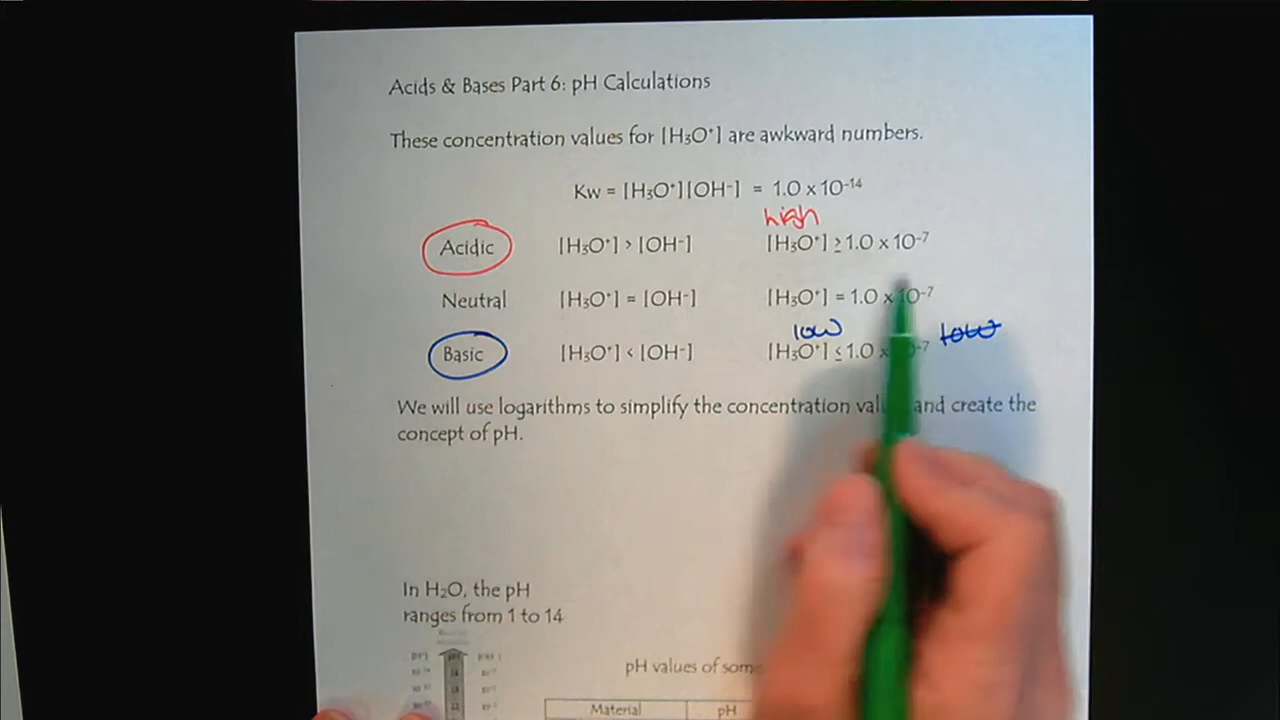 Acids & Bases Part 6: pH Calculations
These concentration values for [H₃O⁺] are awkward numbers.
Kw = [H₃O⁺][OH⁻] = 1.0 x 10⁻¹⁴
high
Acidic [H₃O⁺] > [OH⁻] [H₃O⁺] ≥ 1.0 x 10⁻⁷
Neutral [H₃O⁺] = [OH⁻] [H₃O⁺] = 1.0 x 10⁻⁷
low low
Basic [H₃O⁺] < [OH⁻] [H₃O⁺] ≤ 1.0 x
We will use logarithms to simplify the concentration and create the
concept of pH.
In H₂O, the pH
ranges from 1 to 14
pH values of
Material pH